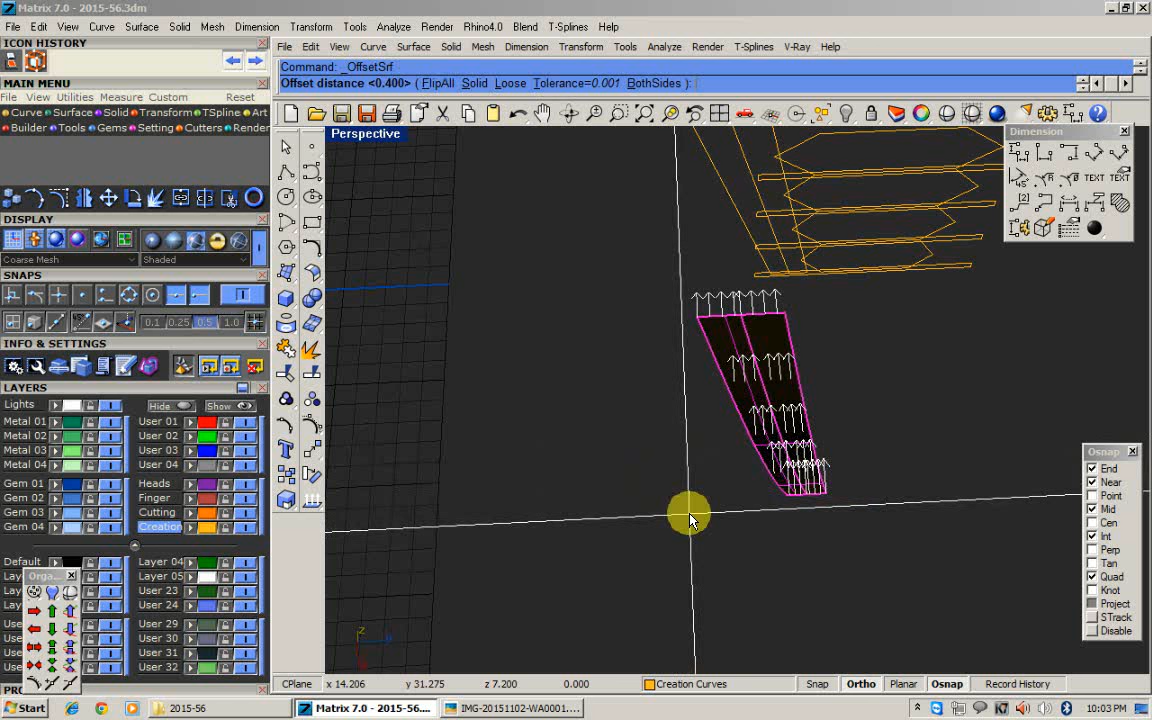 Matrix 7.0 - 2015-56.3dm
File Edit View Curve Surface Solid Mesh Dimension Transform Tools Analyze Render Rhino4.0 Blend T-Splines Help
ICON HISTORY
MAIN MENU
File View Utilities Measure Custom Reset
Curve Surface Solid Transform TSpline Art
Builder Tools Gems Setting Cutters Render
DISPLAY
Coarse Mesh Shaded
SNAPS
0.1 0.25 0.5 1.0
INFO & SETTINGS
LAYERS
Lights Hide Show
Metal 01 User 01
Metal 02 User 02
Metal 03 User 03
Metal 04 User 04
Gem 01 Heads
Gem 02 Finger
Gem 03 Cutting
Gem 04 Creation
Default Layer 04
Lay Layer 05
Laye User 23
Laye User 24
Use User 29
Use User 30
Use User 31
Use User 32
Orga...
File Edit View Curve Surface Solid Mesh Dimension Transform Tools Analyze Render T-Splines V-Ray Help
Command: _OffsetSrf
Offset distance <0.400> ( FlipAll Solid Loose Tolerance=0.001 BothSides ):
Perspective
Dimension
TEXT TEXT
45°
Osnap
End
Near
Point
Mid
Cen
Int
Perp
Tan
Quad
Knot
Project
STrack
Disable
z
CPlane x 14.206 y 31.275 z 7.200 0.000 Creation Curves Snap Ortho Planar Osnap Record History
Start 2015-56 Matrix 7.0 - 2015-56.... IMG-20151102-WA0001.... 10:03 PM